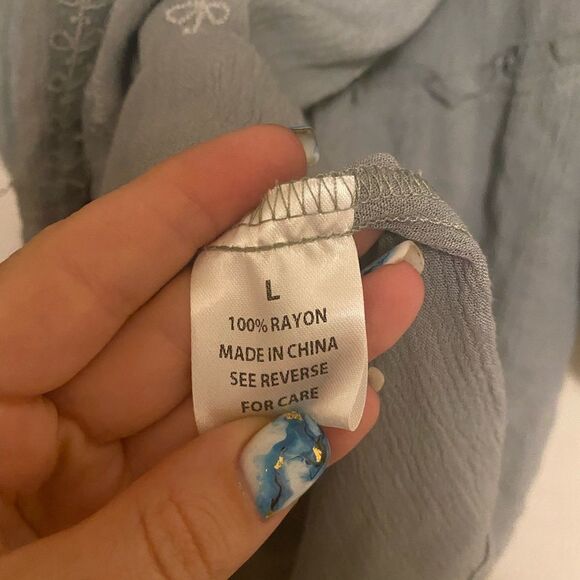 L
100% RAYON
MADE IN CHINA
SEE REVERSE
FOR CARE